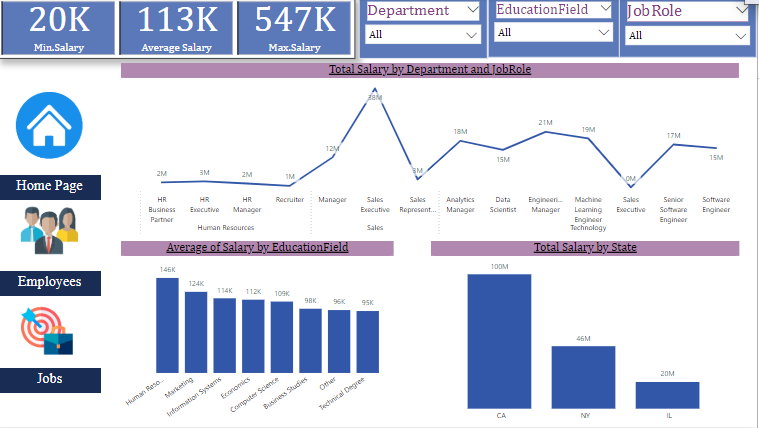 20K
Min.Salary
113K
Average Salary
547K
Max.Salary
Department
All
EducationField
All
JobRole
All
Total Salary by Department and JobRole
2M
3M
2M
1M
12M
38M
3M
18M
15M
21M
19M
0M
17M
15M
HR Business Partner
HR Executive
HR Manager
Recruiter
Manager
Sales Executive
Sales Represent...
Analytics Manager
Data Scientist
Engineeri... Manager
Machine Learning Engineer
Sales Executive
Senior Software Engineer
Software Engineer
Human Resources
Sales
Technology
Home Page
Employees
Jobs
Average of Salary by EducationField
146K
124K
114K
112K
109K
98K
96K
95K
Human Reso...
Marketing
Information Systems
Economics
Computer Science
Business Studies
Other
Technical Degree
Total Salary by State
100M
46M
20M
CA
NY
IL